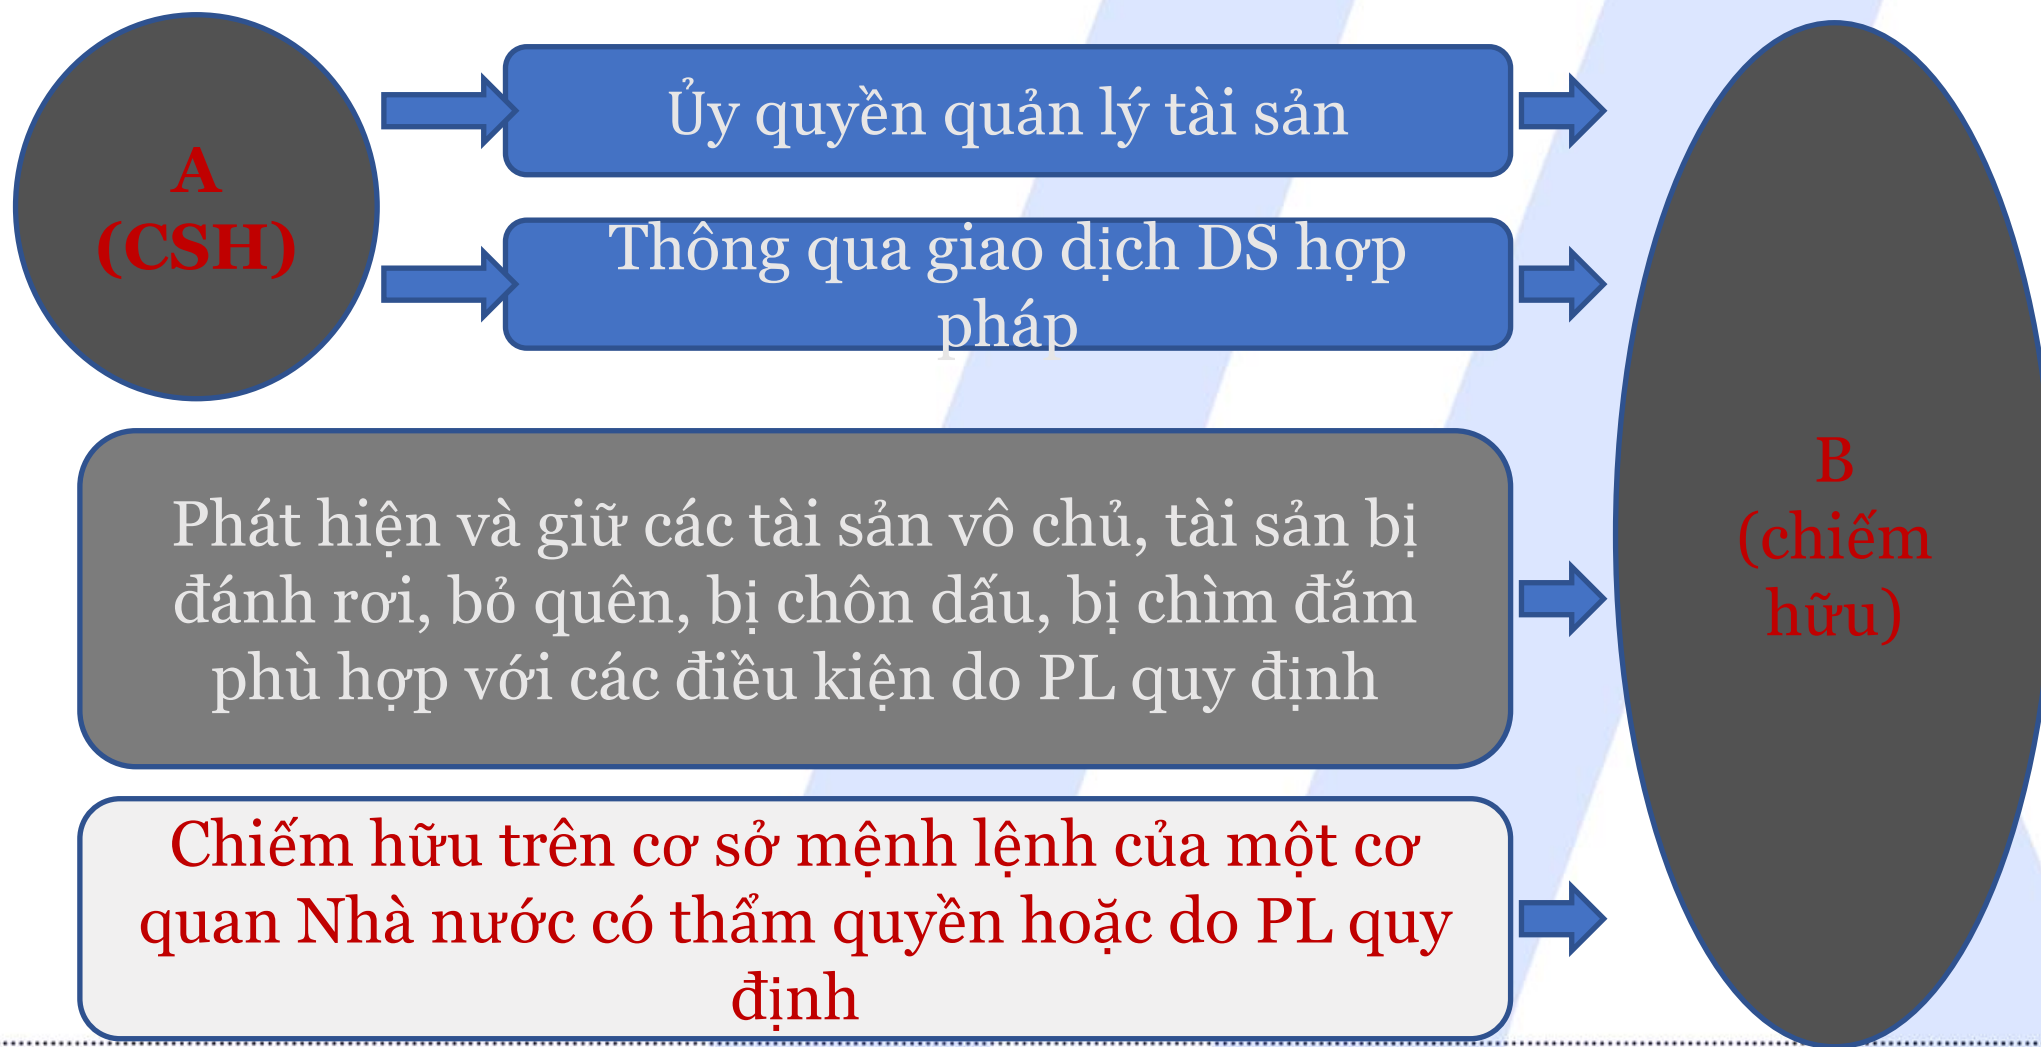 A
(CSH)
Ủy quyền quản lý tài sản
Thông qua giao dịch DS hợp
pháp
Phát hiện và giữ các tài sản vô chủ, tài sản bị
đánh rơi, bỏ quên, bị chôn dấu, bị chìm đắm
phù hợp với các điều kiện do PL quy định
Chiếm hữu trên cơ sở mệnh lệnh của một cơ
quan Nhà nước có thẩm quyền hoặc do PL quy
định
B
(chiếm
hữu)